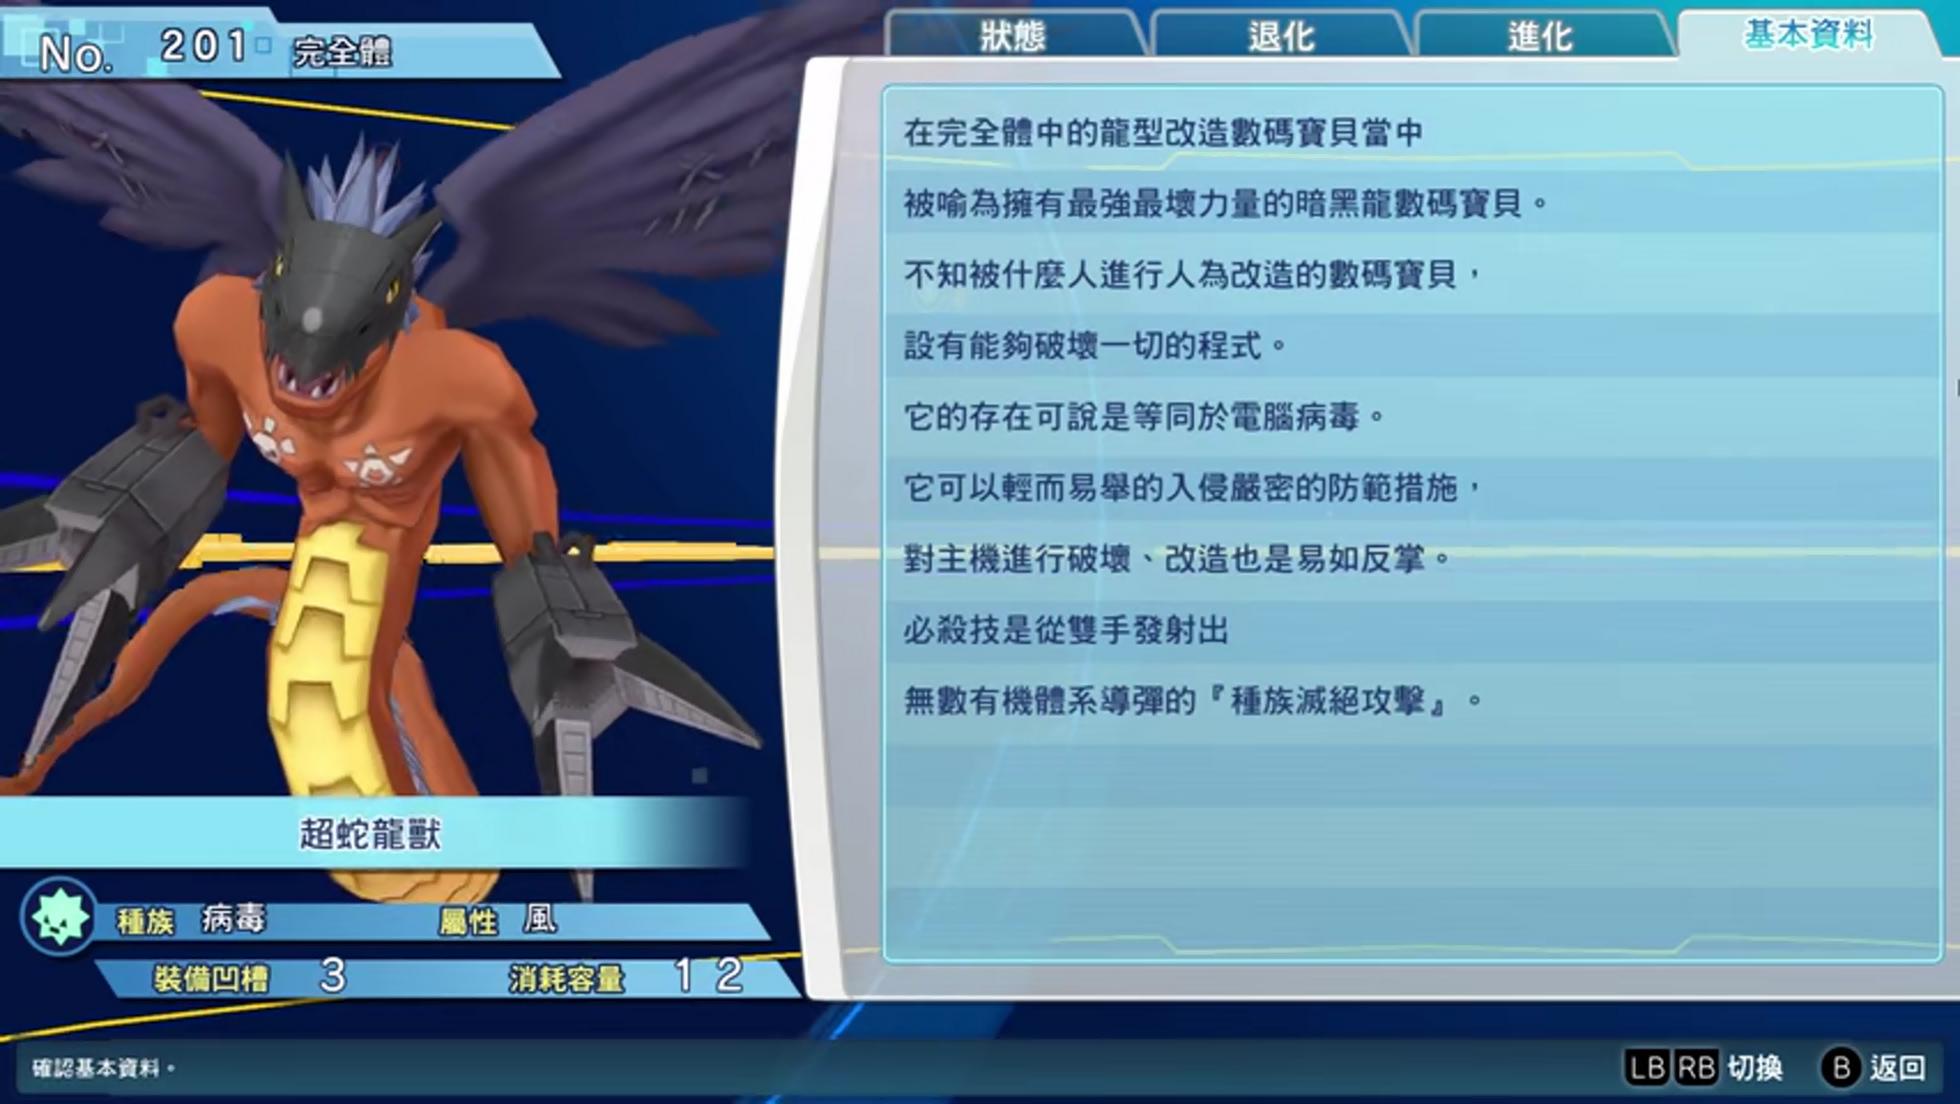 No. 201 完全體
狀態
退化
進化
基本資料
在完全體中的龍型改造數碼寶貝當中
被喻為擁有最強最壞力量的暗黑龍數碼寶貝。
不知被什麼人進行人為改造的數碼寶貝，
設有能夠破壞一切的程式。
它的存在可說是等同於電腦病毒。
它可以輕而易舉的入侵嚴密的防範措施，
對主機進行破壞、改造也是易如反掌。
必殺技是從雙手發射出
無數有機體系導彈的『種族滅絕攻擊』。
超蛇龍獸
種族 病毒 屬性 風
裝備凹槽 3 消耗容量 12
確認基本資料。
LB RB 切換 B 返回